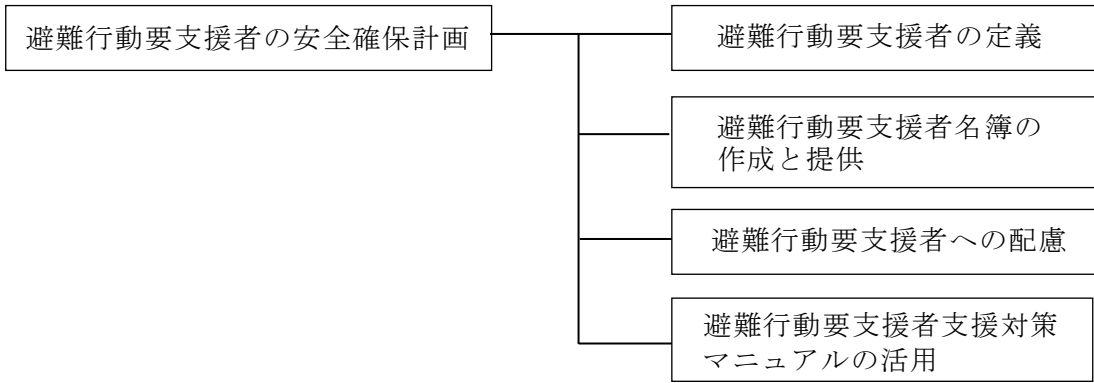 避難行動要支援者の安全確保計画
避難行動要支援者の定義
避難行動要支援者名簿の
作成と提供
避難行動要支援者への配慮
避難行動要支援者支援対策
マニュアルの活用